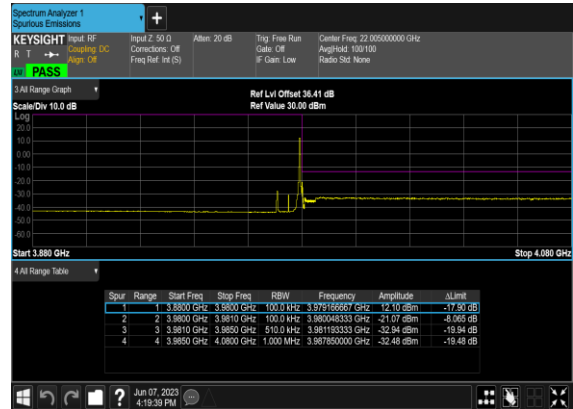 Spectrum Analyzer 1
Spurious Emissions
KEYSIGHT Input: RF Input Z: 50 Ω Atten: 20 dB Trig: Free Run Center Freq: 22.005000000 GHz
R T Coupling: DC Corrections: Off Gate: Off Avg|Hold: 100/100
Align: Off Freq Ref: Int (S) IF Gain: Low Radio Std: None
LW PASS
3 All Range Graph
Ref Lvl Offset 36.41 dB
Scale/Div 10.0 dB Ref Value 30.00 dBm
Log
20.0
10.0
0.00
-10.0
-20.0
-30.0
-40.0
-50.0
-60.0
Start 3.880 GHz Stop 4.080 GHz
4 All Range Table
Spur Range Start Freq Stop Freq RBW Frequency Amplitude ΔLimit
1 1 3.8800 GHz 3.9800 GHz 100.0 kHz 3.979166667 GHz 12.10 dBm -17.90 dB
2 2 3.9800 GHz 3.9810 GHz 100.0 kHz 3.980048333 GHz -21.07 dBm -8.065 dB
3 3 3.9810 GHz 3.9850 GHz 510.0 kHz 3.981193333 GHz -32.94 dBm -19.94 dB
4 4 3.9850 GHz 4.0800 GHz 1.000 MHz 3.987850000 GHz -32.48 dBm -19.48 dB
? Jun 07, 2023
4:19:39 PM